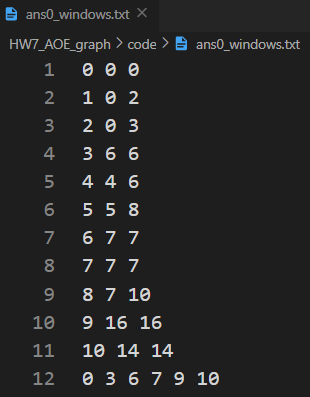 ans0_windows.txt ×
HW7_AOE_graph > code > ans0_windows.txt
1 0 0 0
2 1 0 2
3 2 0 3
4 3 6 6
5 4 4 6
6 5 5 8
7 6 7 7
8 7 7 7
9 8 7 10
10 9 16 16
11 10 14 14
12 0 3 6 7 9 10